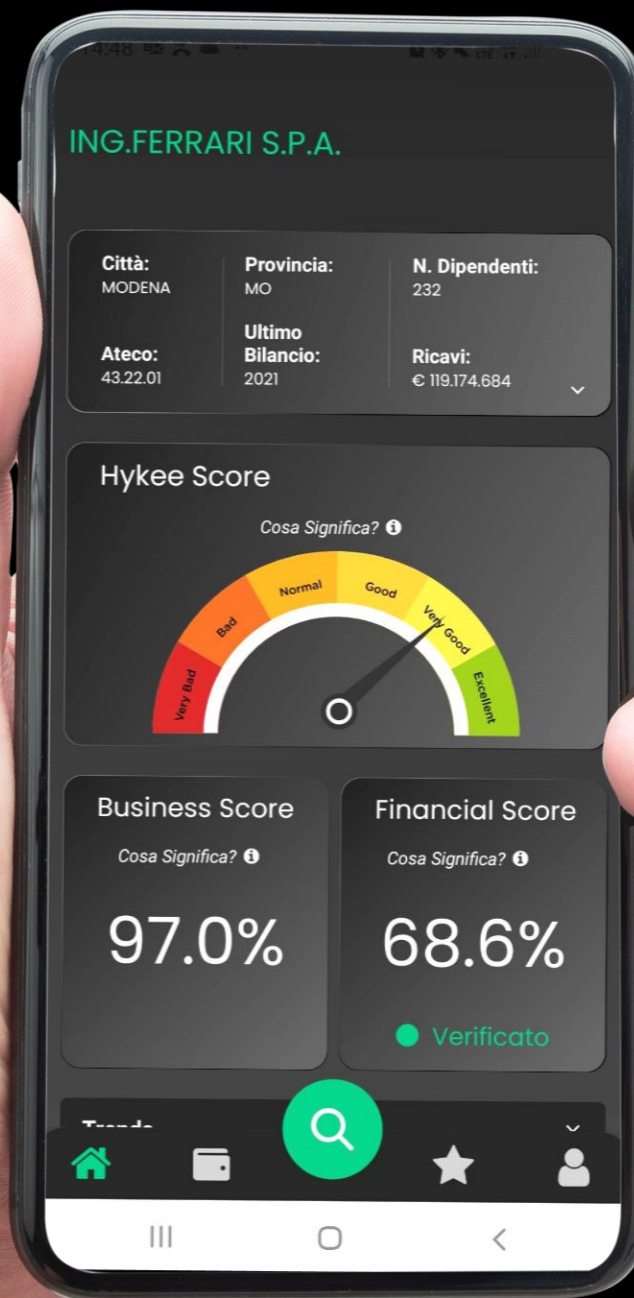 14:48
ING.FERRARI S.P.A.
Città:
MODENA
Provincia:
MO
N. Dipendenti:
232
Ateco:
43.22.01
Ultimo
Bilancio:
2021
Ricavi:
€ 119.174.684
Hykee Score
Cosa Significa?
Very Bad
Bad
Normal
Good
Very Good
Excellent
Business Score
Cosa Significa?
97.0%
Financial Score
Cosa Significa?
68.6%
Verificato